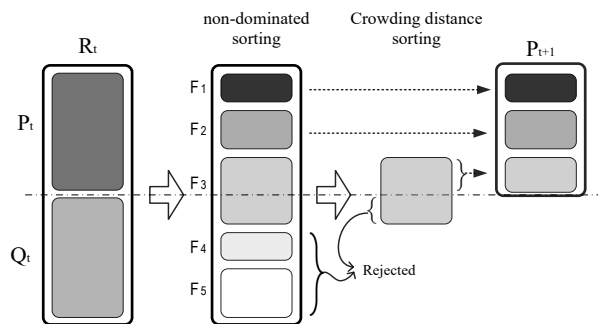 non-dominated
sorting
Crowding distance
sorting
Rt
Pt+1
Pt
Qt
F1
F2
F3
F4
F5
Rejected